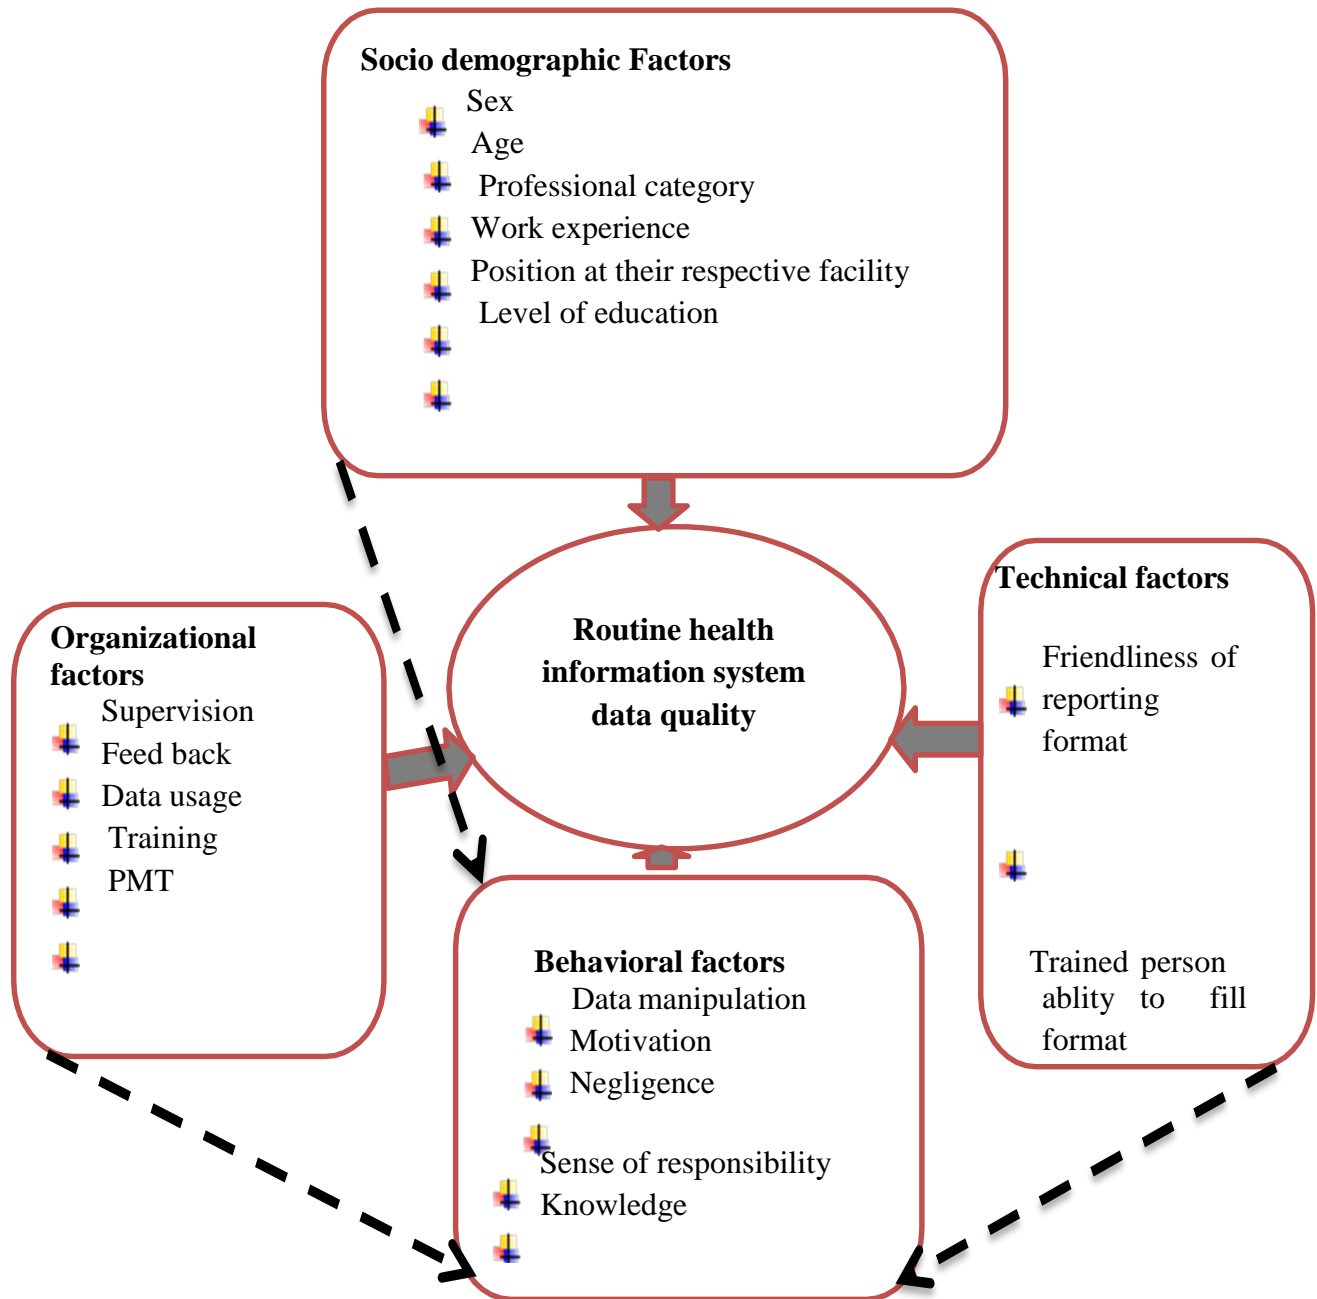 Socio demographic Factors
Sex
Age
Professional category
Work experience
Position at their respective facility
Level of education
Routine health
information system
data quality
Technical factors
Friendliness of
reporting
format
Trained person
ablity to fill
format
Organizational
factors
Supervision
Feed back
Data usage
Training
PMT
Behavioral factors
Data manipulation
Motivation
Negligence
Sense of responsibility
Knowledge